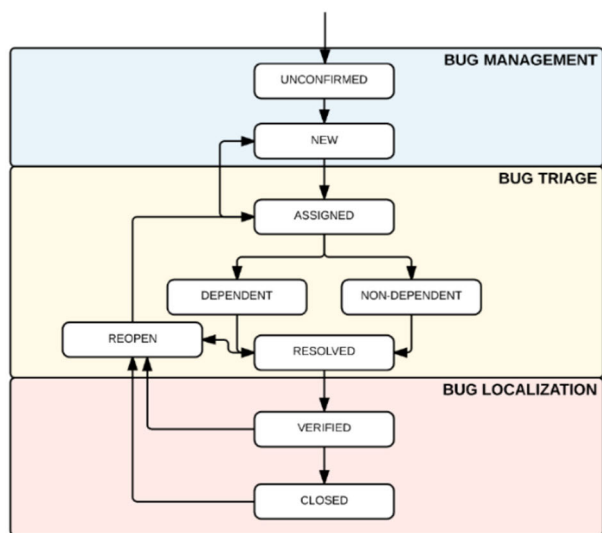 BUG MANAGEMENT
UNCONFIRMED
NEW
BUG TRIAGE
ASSIGNED
DEPENDENT
NON-DEPENDENT
REOPEN
RESOLVED
BUG LOCALIZATION
VERIFIED
CLOSED